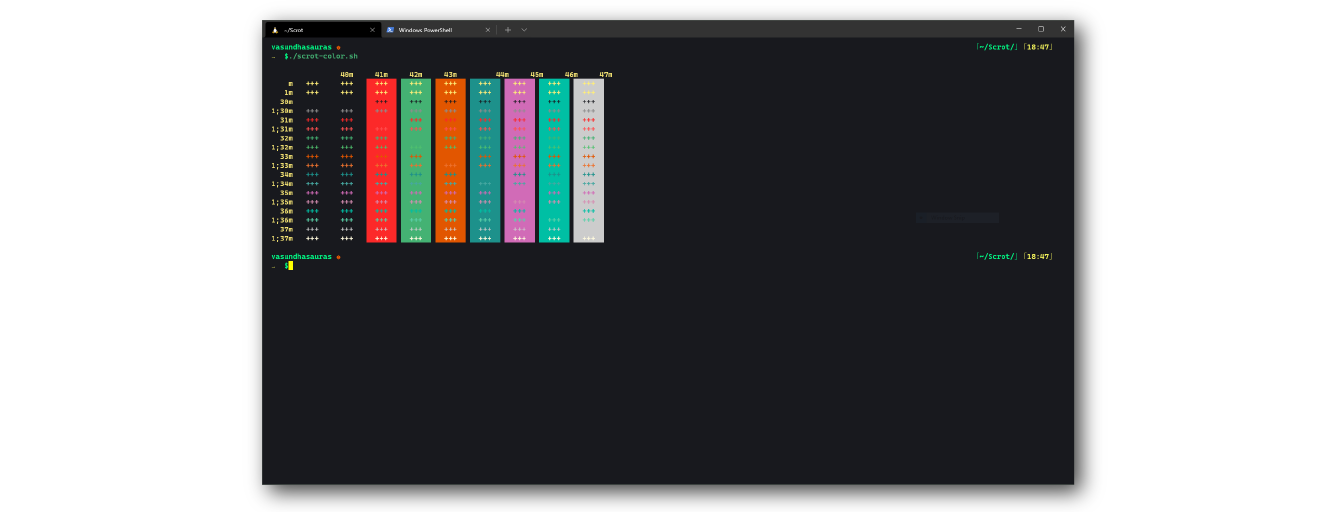 ~/Scrot Windows PowerShell
vasundhasauras [~/Scrot/] [18:47]
→ $./scrot-color.sh
40m 41m 42m 43m 44m 45m 46m 47m
m +++ +++ +++ +++ +++ +++ +++ +++ +++
1m +++ +++ +++ +++ +++ +++ +++ +++ +++
30m +++ +++ +++ +++ +++ +++ +++
1;30m +++ +++ +++ +++ +++ +++ +++
31m +++ +++ +++ +++ +++ +++ +++ +++
1;31m +++ +++ +++ +++ +++ +++ +++ +++ +++
32m +++ +++ +++ +++ +++ +++ +++ +++
1;32m +++ +++ +++ +++ +++ +++ +++ +++
33m +++ +++ +++ +++ +++ +++ +++ +++
1;33m +++ +++ +++ +++ +++ +++ +++ +++ +++
34m +++ +++ +++ +++ +++ +++ +++ +++
1;34m +++ +++ +++ +++ +++ +++ +++ +++
35m +++ +++ +++ +++ +++ +++ +++ +++
1;35m +++ +++ +++ +++ +++ +++ +++ +++ +++
36m +++ +++ +++ +++ +++ +++ +++ +++
1;36m +++ +++ +++ +++ +++ +++ +++ +++ +++
37m +++ +++ +++ +++ +++ +++ +++ +++
1;37m +++ +++ +++ +++ +++ +++ +++ +++ +++
vasundhasauras [~/Scrot/] [18:47]
→ $